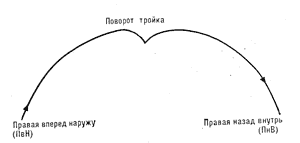 Поворот тройка
Правая вперед наружу
(ПвН)
Правая назад внутрь
(ПнВ)